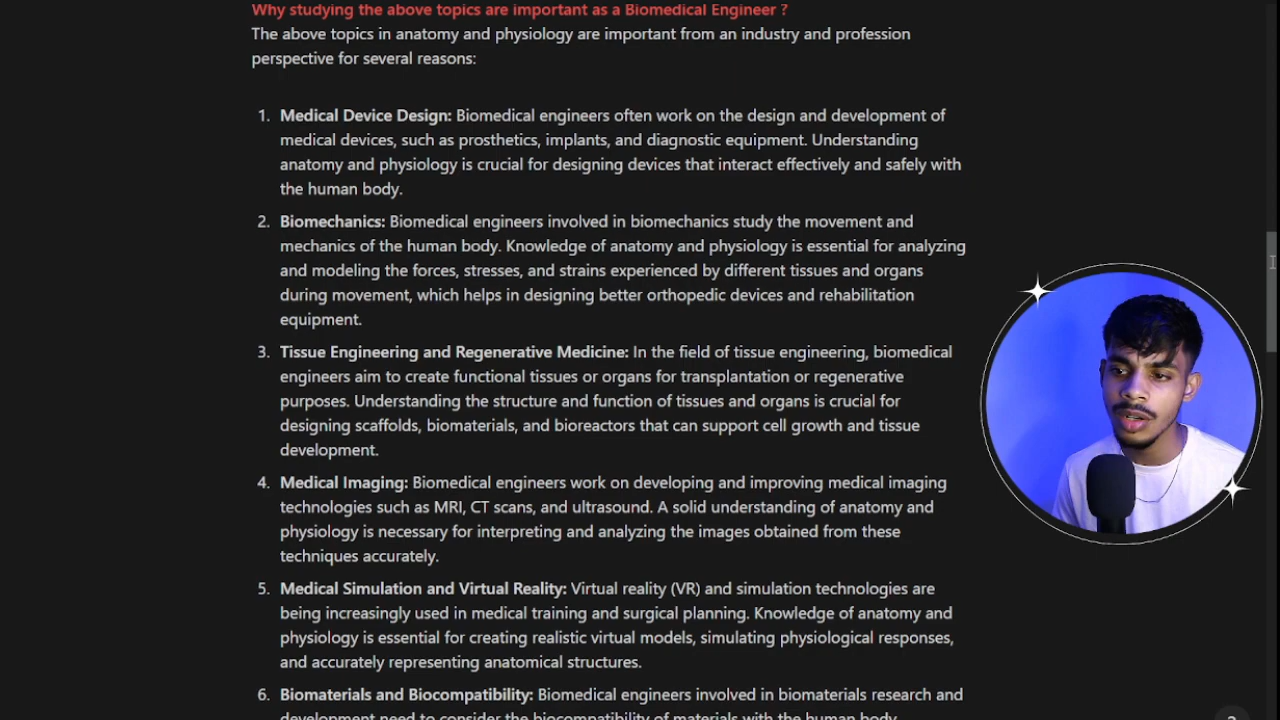 Why studying the above topics are important as a Biomedical Engineer ?
The above topics in anatomy and physiology are important from an industry and profession
perspective for several reasons:
1. Medical Device Design: Biomedical engineers often work on the design and development of
medical devices, such as prosthetics, implants, and diagnostic equipment. Understanding
anatomy and physiology is crucial for designing devices that interact effectively and safely with
the human body.
2. Biomechanics: Biomedical engineers involved in biomechanics study the movement and
mechanics of the human body. Knowledge of anatomy and physiology is essential for analyzing
and modeling the forces, stresses, and strains experienced by different tissues and organs
during movement, which helps in designing better orthopedic devices and rehabilitation
equipment.
3. Tissue Engineering and Regenerative Medicine: In the field of tissue engineering, biomedical
engineers aim to create functional tissues or organs for transplantation or regenerative
purposes. Understanding the structure and function of tissues and organs is crucial for
designing scaffolds, biomaterials, and bioreactors that can support cell growth and tissue
development.
4. Medical Imaging: Biomedical engineers work on developing and improving medical imaging
technologies such as MRI, CT scans, and ultrasound. A solid understanding of anatomy and
physiology is necessary for interpreting and analyzing the images obtained from these
techniques accurately.
5. Medical Simulation and Virtual Reality: Virtual reality (VR) and simulation technologies are
being increasingly used in medical training and surgical planning. Knowledge of anatomy and
physiology is essential for creating realistic virtual models, simulating physiological responses,
and accurately representing anatomical structures.
6. Biomaterials and Biocompatibility: Biomedical engineers involved in biomaterials research and
development need to consider the biocompatibility of materials with the human body.